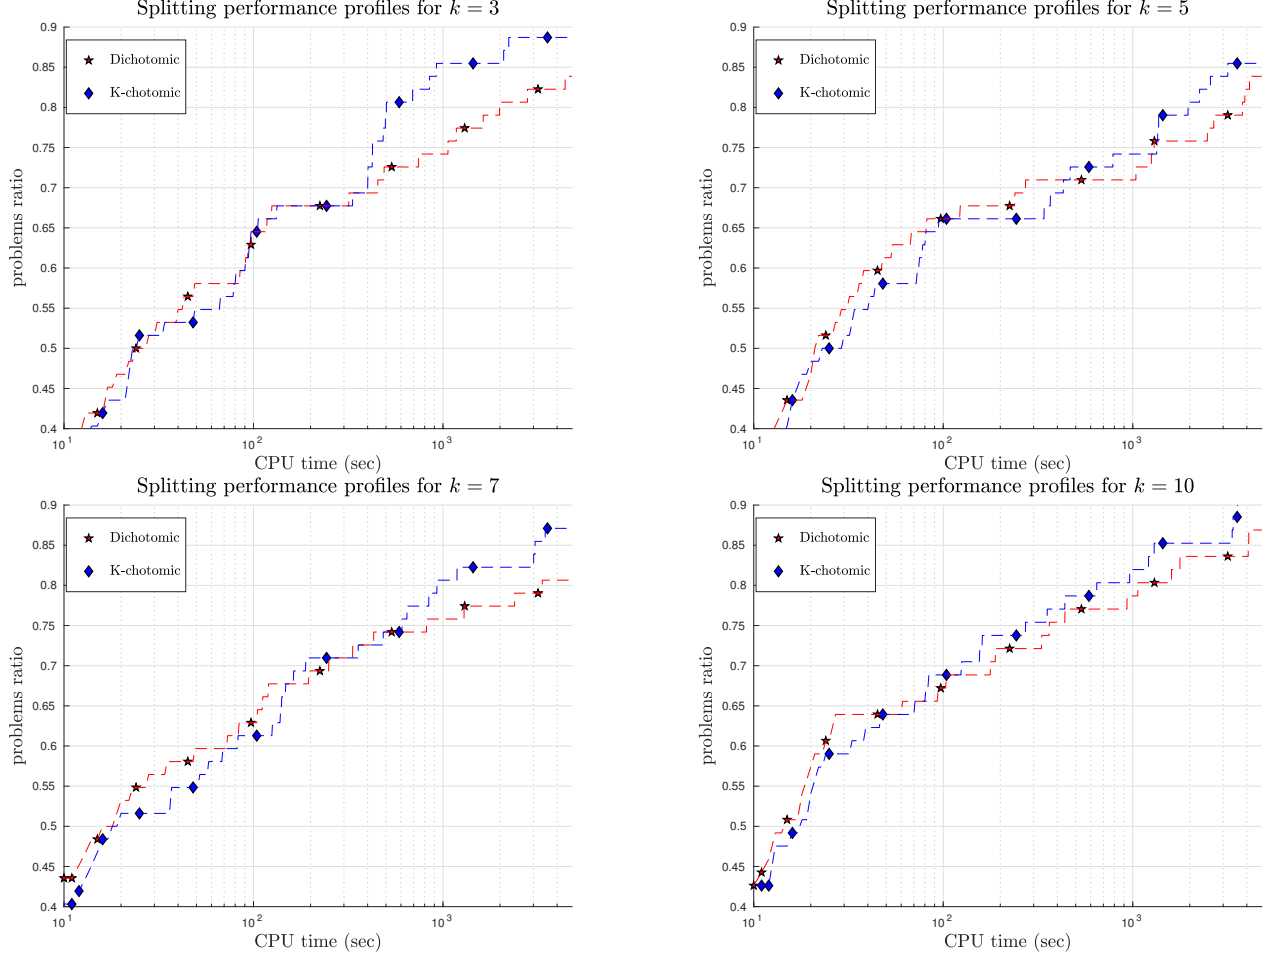 Splitting performance profiles for k = 3
0.9
0.85
0.8
0.75
0.7
0.65
0.6
0.55
0.5
0.45
0.4
problems ratio
Dichotomic
K-chotomic
10^1
10^2
10^3
CPU time (sec)
Splitting performance profiles for k = 5
0.9
0.85
0.8
0.75
0.7
0.65
0.6
0.55
0.5
0.45
0.4
problems ratio
Dichotomic
K-chotomic
10^1
10^2
10^3
CPU time (sec)
Splitting performance profiles for k = 7
0.9
0.85
0.8
0.75
0.7
0.65
0.6
0.55
0.5
0.45
0.4
problems ratio
Dichotomic
K-chotomic
10^1
10^2
10^3
CPU time (sec)
Splitting performance profiles for k = 10
0.9
0.85
0.8
0.75
0.7
0.65
0.6
0.55
0.5
0.45
0.4
problems ratio
Dichotomic
K-chotomic
10^1
10^2
10^3
CPU time (sec)